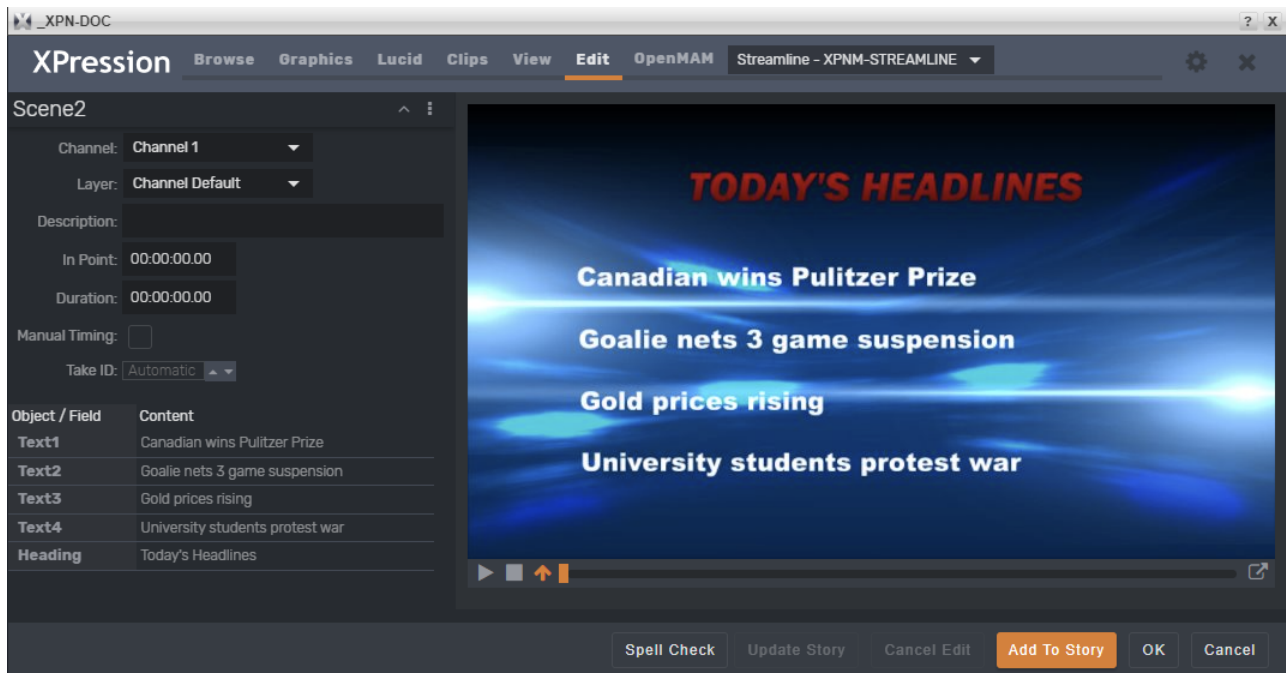 _XPN-DOC ? X
XPression Browse Graphics Lucid Clips View Edit OpenMAM Streamline - XPNM-STREAMLINE
Scene2
Channel: Channel 1
Layer: Channel Default
Description:
In Point: 00:00:00.00
Duration: 00:00:00.00
Manual Timing:
Take ID: Automatic
Object / Field Content
Text1 Canadian wins Pulitzer Prize
Text2 Goalie nets 3 game suspension
Text3 Gold prices rising
Text4 University students protest war
Heading Today's Headlines
TODAY'S HEADLINES
Canadian wins Pulitzer Prize
Goalie nets 3 game suspension
Gold prices rising
University students protest war
Spell Check Update Story Cancel Edit Add To Story OK Cancel